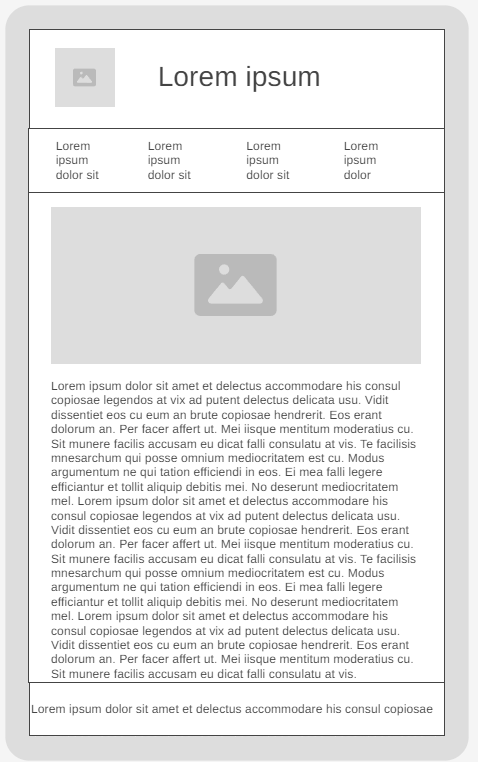 Lorem ipsum
Lorem ipsum dolor sit
Lorem ipsum dolor sit
Lorem ipsum dolor sit
Lorem ipsum dolor
Lorem ipsum dolor sit amet et delectus accommodare his consul
copiosae legendos at vix ad putent delectus delicata usu. Vidit
dissentiet eos cu eum an brute copiosae hendrerit. Eos erant
dolorum an. Per facer affert ut. Mei iisque mentitum moderatius cu.
Sit munere facilis accusam eu dicat falli consulatu at vis. Te facilisis
mnesarchum qui posse omnium mediocritatem est cu. Modus
argumentum ne qui tation efficiendi in eos. Ei mea falli legere
efficiantur et tollit aliquip debitis mei. No deserunt mediocritatem
mel. Lorem ipsum dolor sit amet et delectus accommodare his
consul copiosae legendos at vix ad putent delectus delicata usu.
Vidit dissentiet eos cu eum an brute copiosae hendrerit. Eos erant
dolorum an. Per facer affert ut. Mei iisque mentitum moderatius cu.
Sit munere facilis accusam eu dicat falli consulatu at vis. Te facilisis
mnesarchum qui posse omnium mediocritatem est cu. Modus
argumentum ne qui tation efficiendi in eos. Ei mea falli legere
efficiantur et tollit aliquip debitis mei. No deserunt mediocritatem
mel. Lorem ipsum dolor sit amet et delectus accommodare his
consul copiosae legendos at vix ad putent delectus delicata usu.
Vidit dissentiet eos cu eum an brute copiosae hendrerit. Eos erant
dolorum an. Per facer affert ut. Mei iisque mentitum moderatius cu.
Sit munere facilis accusam eu dicat falli consulatu at vis.
Lorem ipsum dolor sit amet et delectus accommodare his consul copiosae